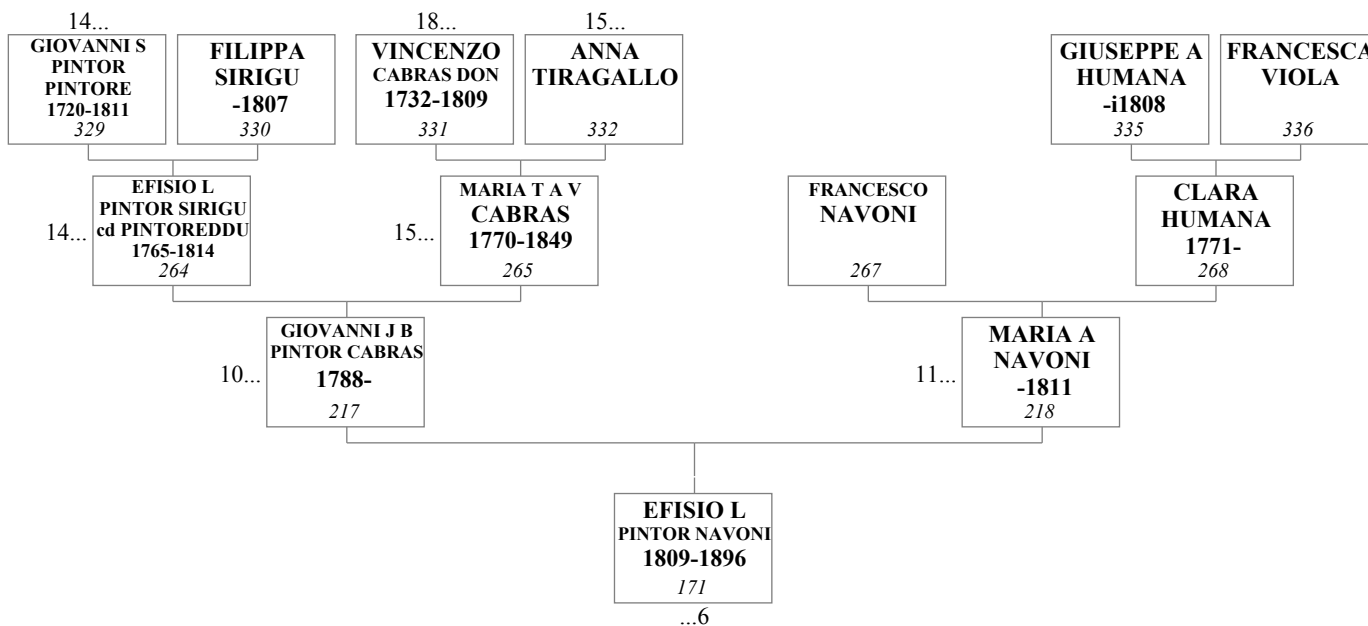 14...
GIOVANNI S
PINTOR
PINTORE
1720-1811
329
FILIPPA
SIRIGU
-1807
330
18...
VINCENZO
CABRAS DON
1732-1809
331
15...
ANNA
TIRAGALLO
332
GIUSEPPE A
HUMANA
-i1808
335
FRANCESCA
VIOLA
336
14...
EFISIO L
PINTOR SIRIGU
cd PINTOREDDU
1765-1814
264
15...
MARIA T A V
CABRAS
1770-1849
265
FRANCESCO
NAVONI
267
CLARA
HUMANA
1771-
268
10...
GIOVANNI J B
PINTOR CABRAS
1788-
217
11...
MARIA A
NAVONI
-1811
218
EFISIO L
PINTOR NAVONI
1809-1896
171
...6